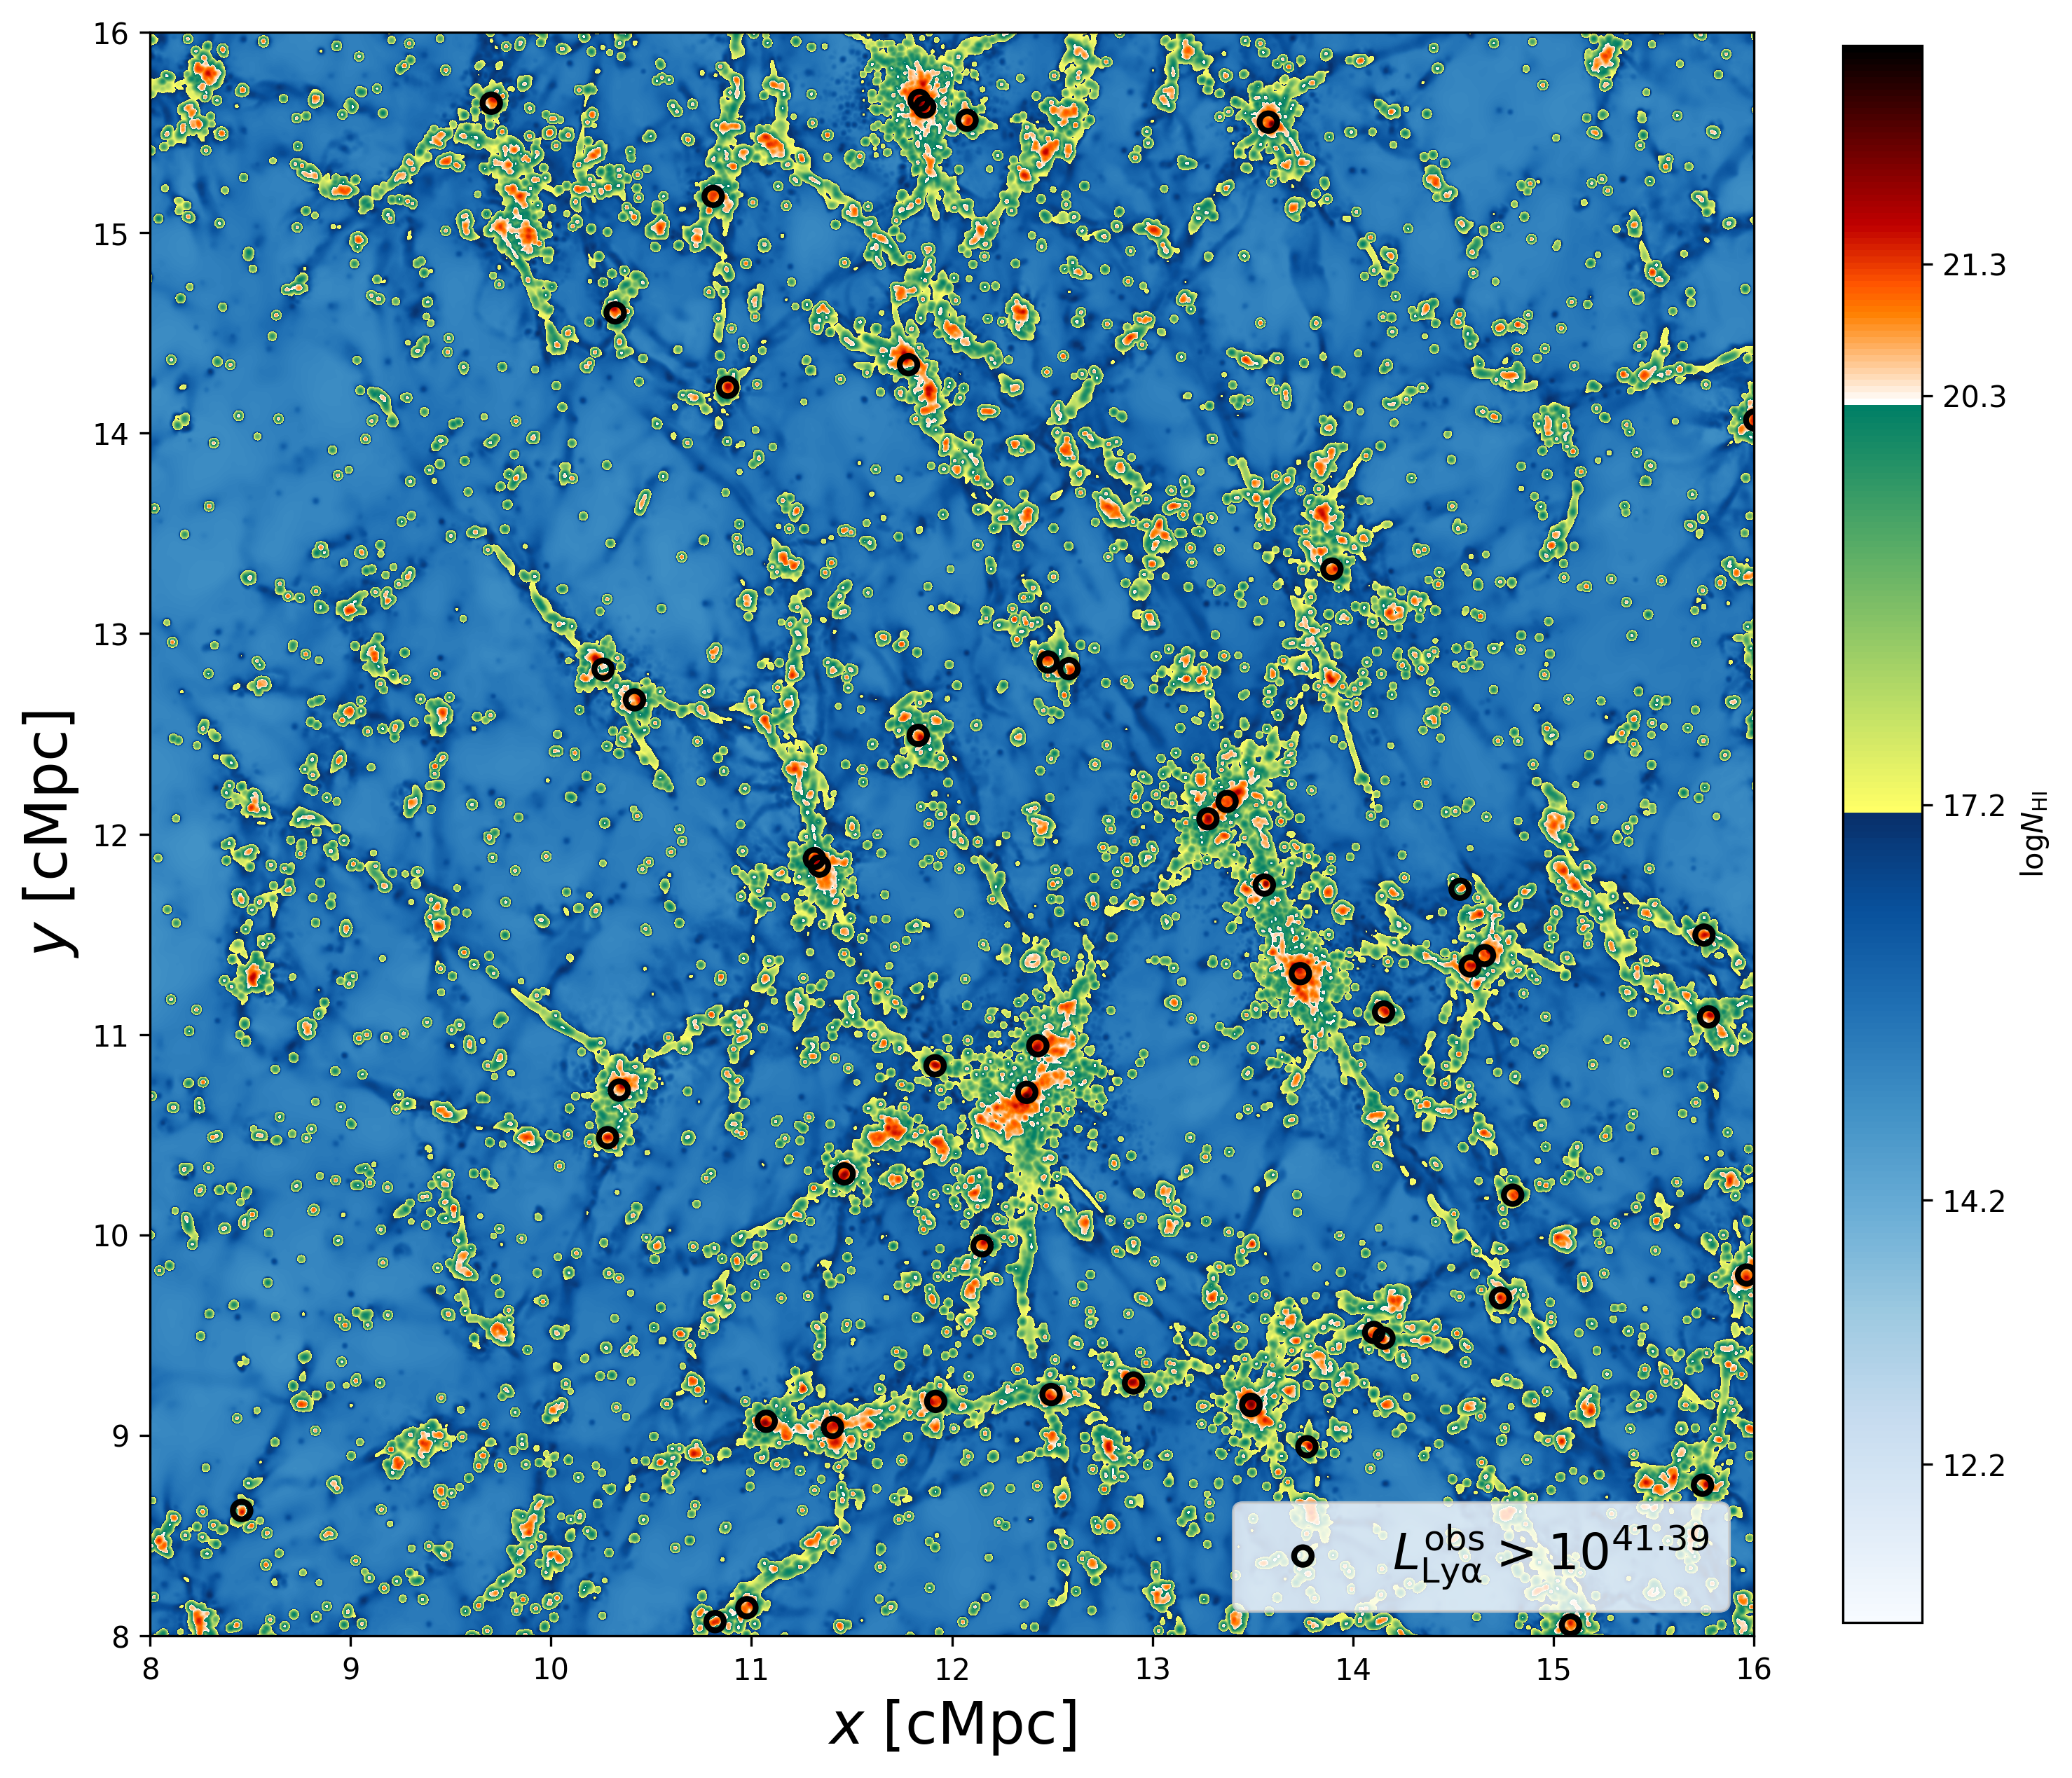 16
15
14
13
12
11
10
9
8
y [cMpc]
8 9 10 11 12 13 14 15 16
x [cMpc]
L^obs_Lyα > 10^41.39
21.3
20.3
17.2
14.2
12.2
logN_HI